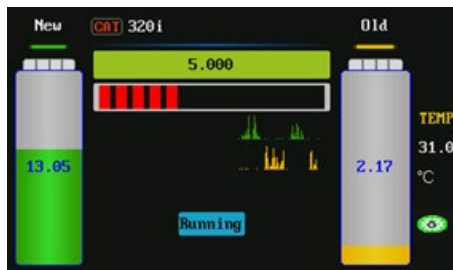 New
CAT 320i
Old
5.000
TEMP
31.0
℃
13.05
2.17
Running